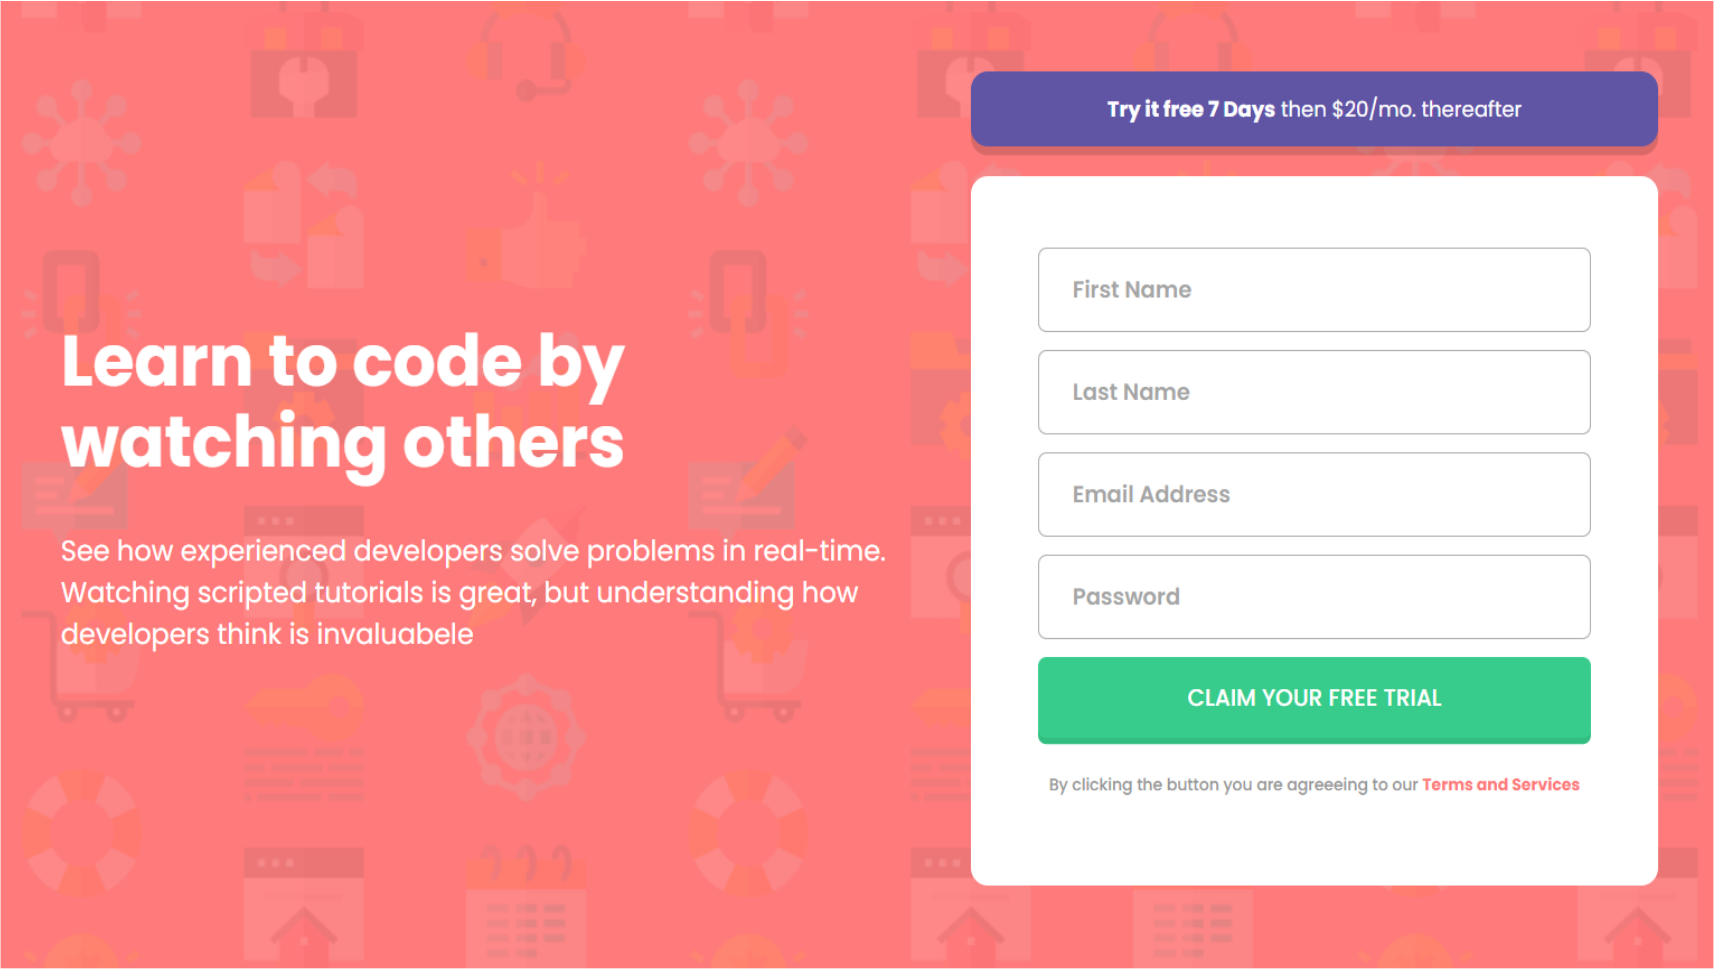 Learn to code by
watching others
See how experienced developers solve problems in real-time.
Watching scripted tutorials is great, but understanding how
developers think is invaluabele
Try it free 7 Days then $20/mo. thereafter
First Name
Last Name
Email Address
Password
CLAIM YOUR FREE TRIAL
By clicking the button you are agreeeing to our Terms and Services